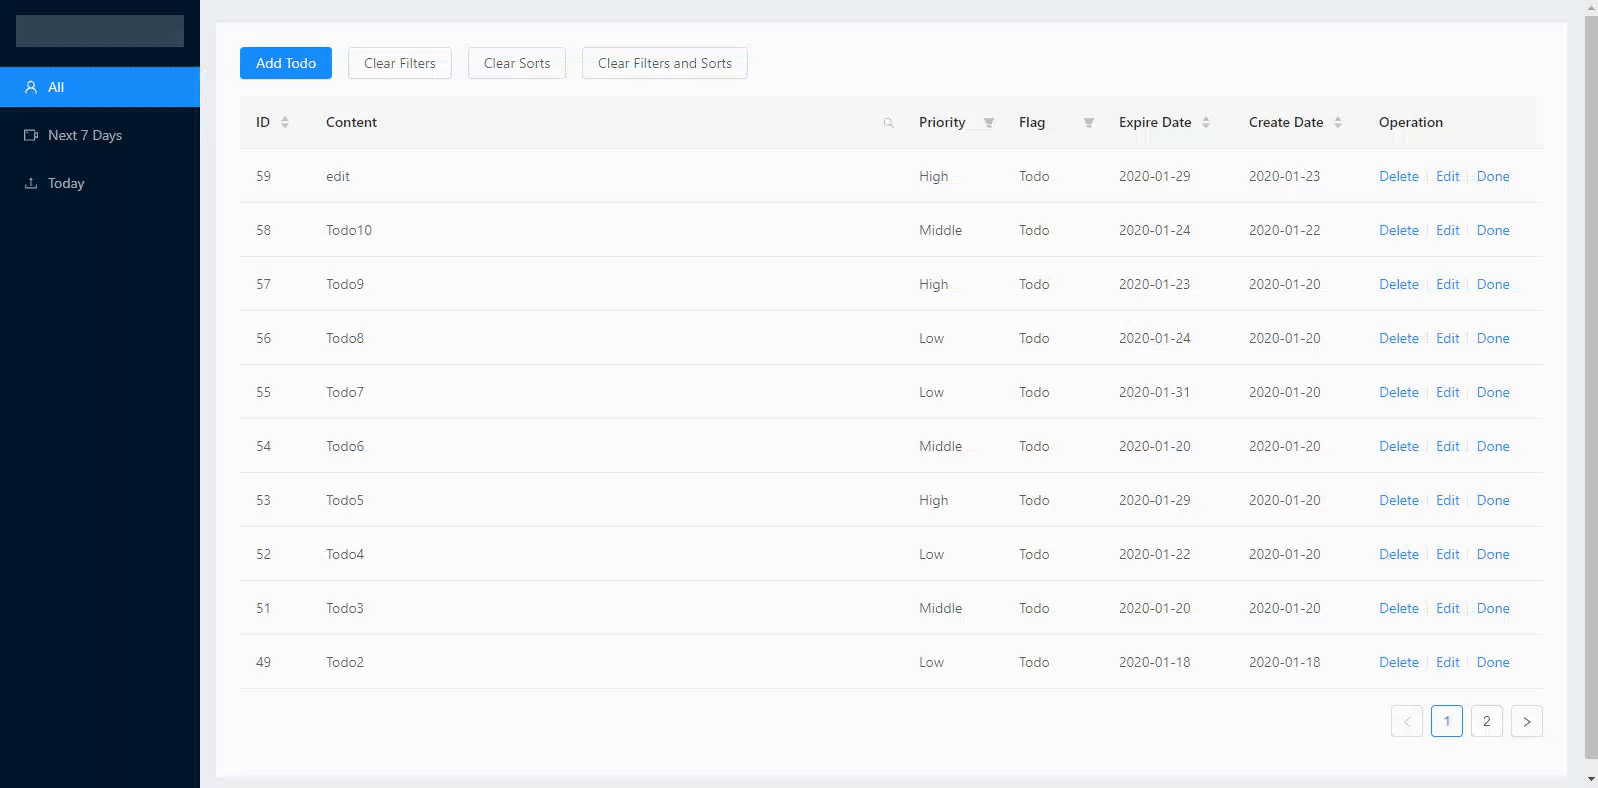 All
Next 7 Days
Today
Add Todo Clear Filters Clear Sorts Clear Filters and Sorts
ID Content Priority Flag Expire Date Create Date Operation
59 edit High Todo 2020-01-29 2020-01-23 Delete Edit Done
58 Todo10 Middle Todo 2020-01-24 2020-01-22 Delete Edit Done
57 Todo9 High Todo 2020-01-23 2020-01-20 Delete Edit Done
56 Todo8 Low Todo 2020-01-24 2020-01-20 Delete Edit Done
55 Todo7 Low Todo 2020-01-31 2020-01-20 Delete Edit Done
54 Todo6 Middle Todo 2020-01-20 2020-01-20 Delete Edit Done
53 Todo5 High Todo 2020-01-29 2020-01-20 Delete Edit Done
52 Todo4 Low Todo 2020-01-22 2020-01-20 Delete Edit Done
51 Todo3 Middle Todo 2020-01-20 2020-01-20 Delete Edit Done
49 Todo2 Low Todo 2020-01-18 2020-01-18 Delete Edit Done
< 1 2 >